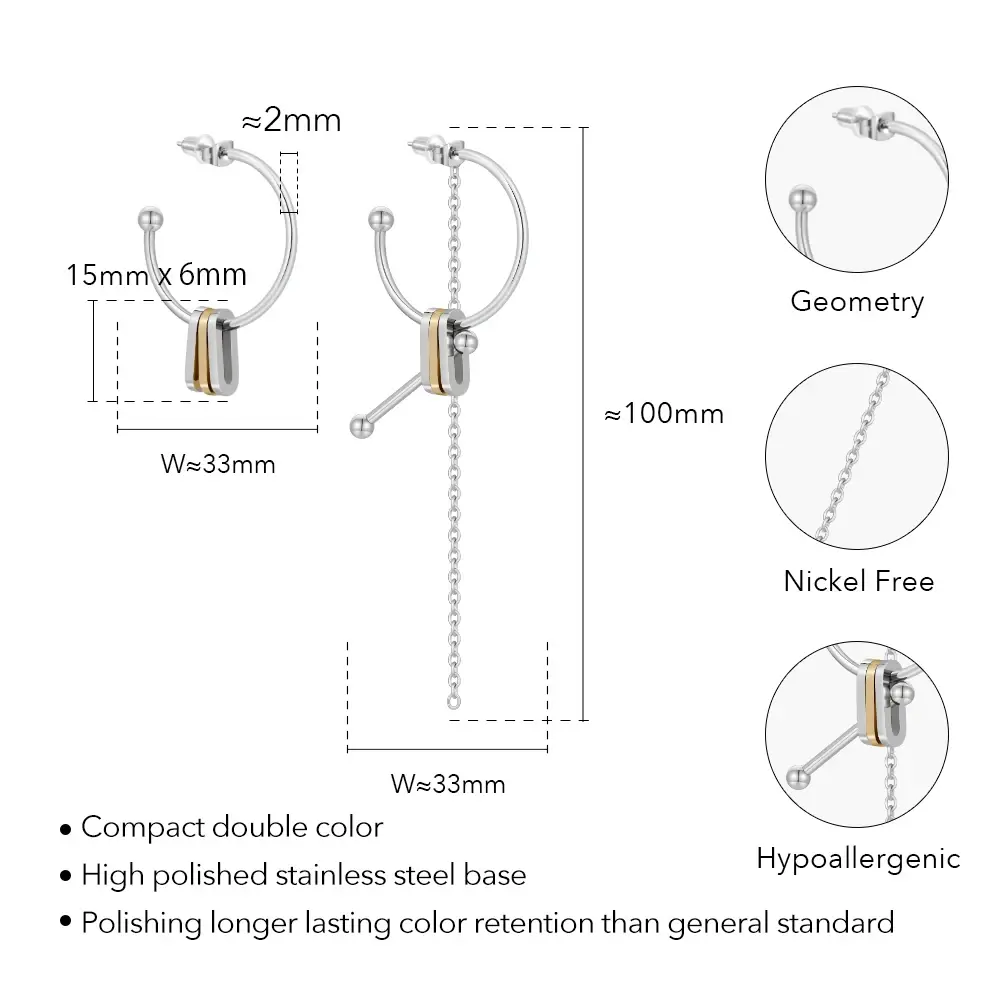 ≈2mm
15mm x 6mm
W≈33mm
≈100mm
W≈33mm
Geometry
Nickel Free
Hypoallergenic
• Compact double color
• High polished stainless steel base
• Polishing longer lasting color retention than general standard